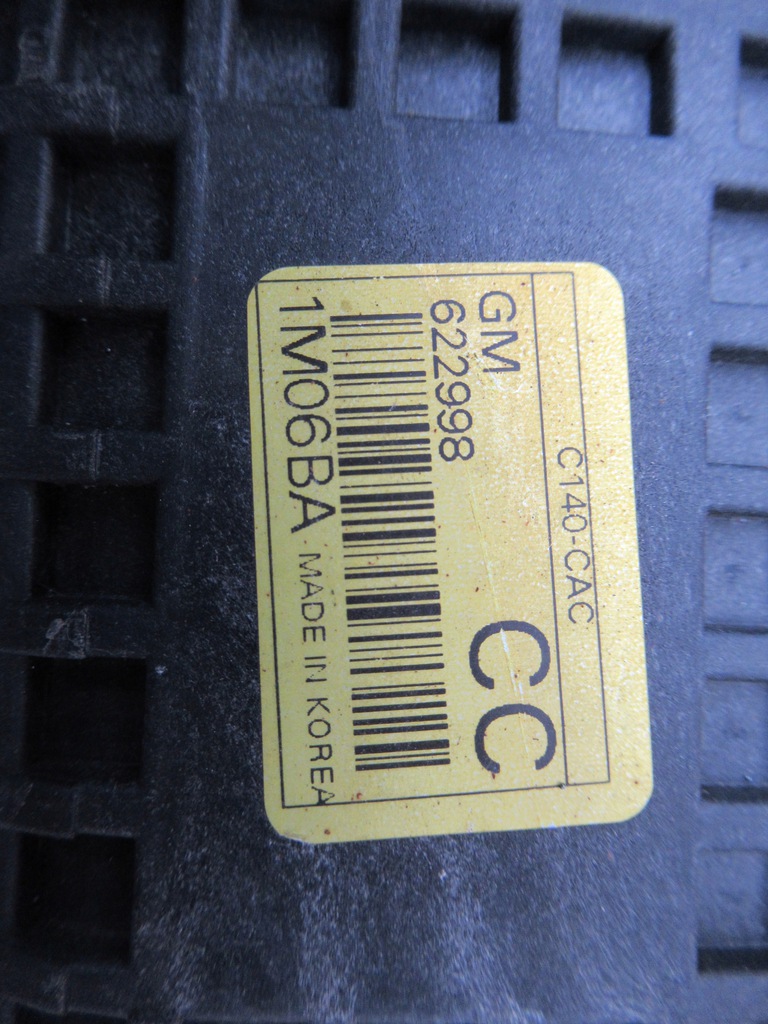 C140-CAC
GM
622998
CC
1M06BA MADE IN KOREA